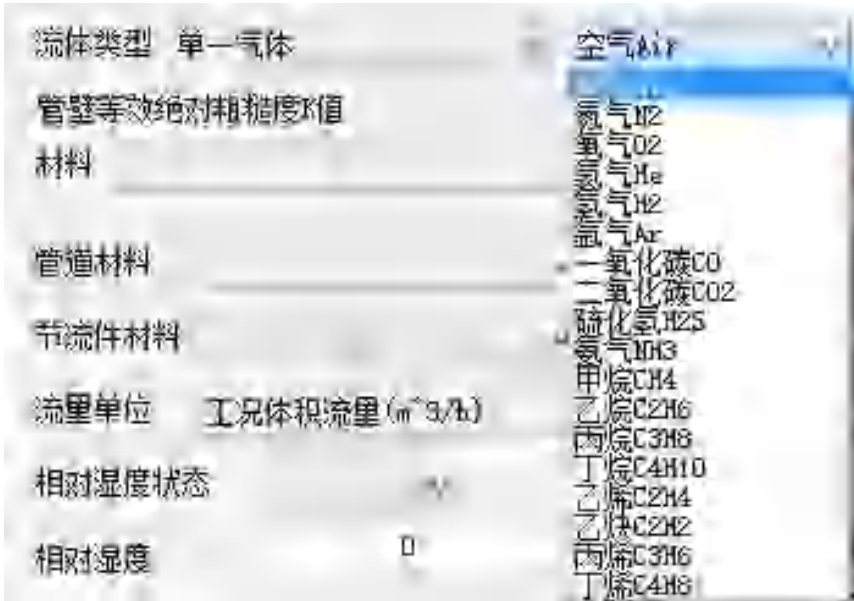 流体类型 单一气体 空气Air
管壁等效绝对粗糙度K值
材料
管道材料
节流件材料
流量单位 工况体积流量(m^3/h)
相对湿度状态
相对湿度 0
氮气N2
氧气O2
氦气He
氢气H2
氩气Ar
一氧化碳CO
二氧化碳CO2
硫化氢H2S
氨气NH3
甲烷CH4
乙烷C2H6
丙烷C3H8
丁烷C4H10
乙烯C2H4
乙炔C2H2
丙烯C3H6
丁烯C4H8